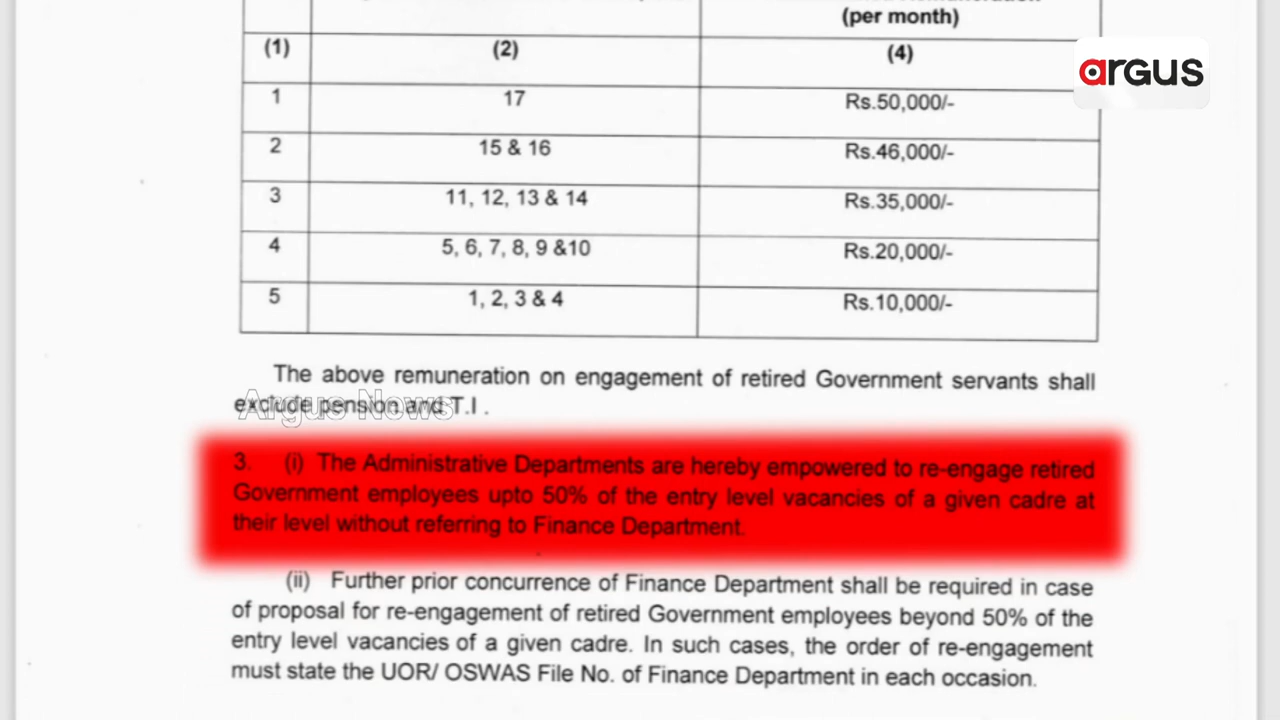 (per month)
(1) (2) (4)
1 17 Rs.50,000/-
2 15 & 16 Rs.46,000/-
3 11, 12, 13 & 14 Rs.35,000/-
4 5, 6, 7, 8, 9 &10 Rs.20,000/-
5 1, 2, 3 & 4 Rs.10,000/-
argus
The above remuneration on engagement of retired Government servants shall
exclude pension and T.I .
Argus News
3. (i) The Administrative Departments are hereby empowered to re-engage retired
Government employees upto 50% of the entry level vacancies of a given cadre at
their level without referring to Finance Department.
(ii) Further prior concurrence of Finance Department shall be required in case
of proposal for re-engagement of retired Government employees beyond 50% of the
entry level vacancies of a given cadre. In such cases, the order of re-engagement
must state the UOR/ OSWAS File No. of Finance Department in each occasion.